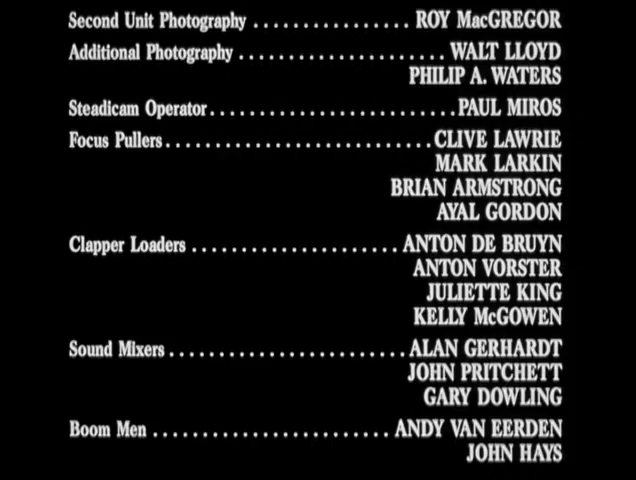 Second Unit Photography ................ ROY MacGREGOR
Additional Photography ..................... WALT LLOYD
PHILIP A. WATERS
Steadicam Operator......................... PAUL MIROS
Focus Pullers........................... CLIVE LAWRIE
MARK LARKIN
BRIAN ARMSTRONG
AYAL GORDON
Clapper Loaders ..................... ANTON DE BRUYN
ANTON VORSTER
JULIETTE KING
KELLY McGOWEN
Sound Mixers........................ ALAN GERHARDT
JOHN PRITCHETT
GARY DOWLING
Boom Men ........................ ANDY VAN EERDEN
JOHN HAYS